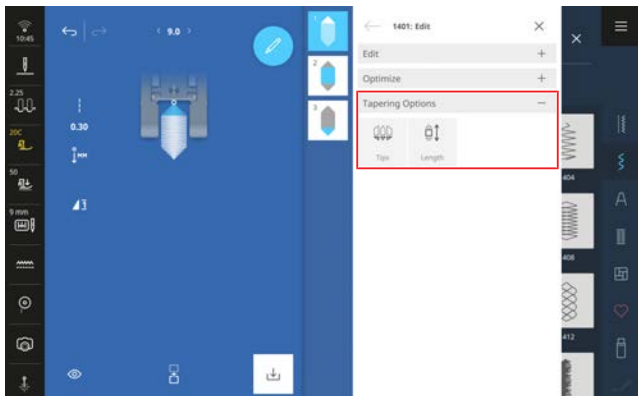 10:45
9.0
1401: Edit
Edit
Optimize
2.25
Tapering Options
20C
0.30
Tips
Length
MM
50
9 mm
1
2
3
404
408
412